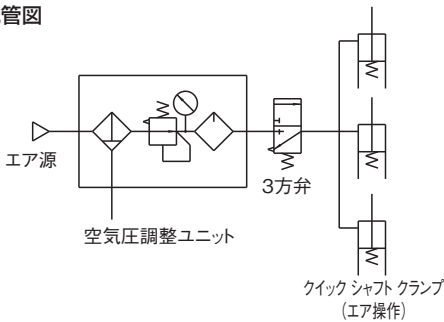 管図
エア源
空気圧調整ユニット
3方弁
クイック シャフト クランプ
(エア操作)